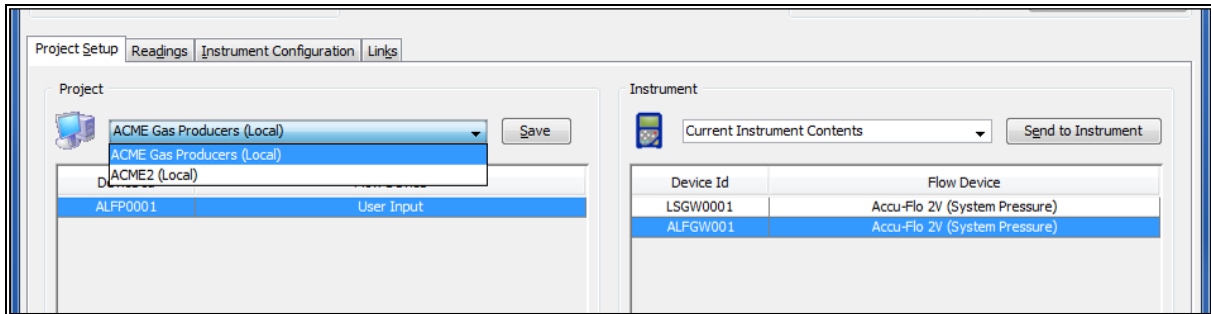 Project Setup Readings Instrument Configuration Links
Project
ACME Gas Producers (Local) Save
ACME Gas Producers (Local)
ACME2 (Local)
ALFP0001 User Input
Instrument
Current Instrument Contents Send to Instrument
Device Id Flow Device
LSGW0001 Accu-Flo 2V (System Pressure)
ALFGW001 Accu-Flo 2V (System Pressure)